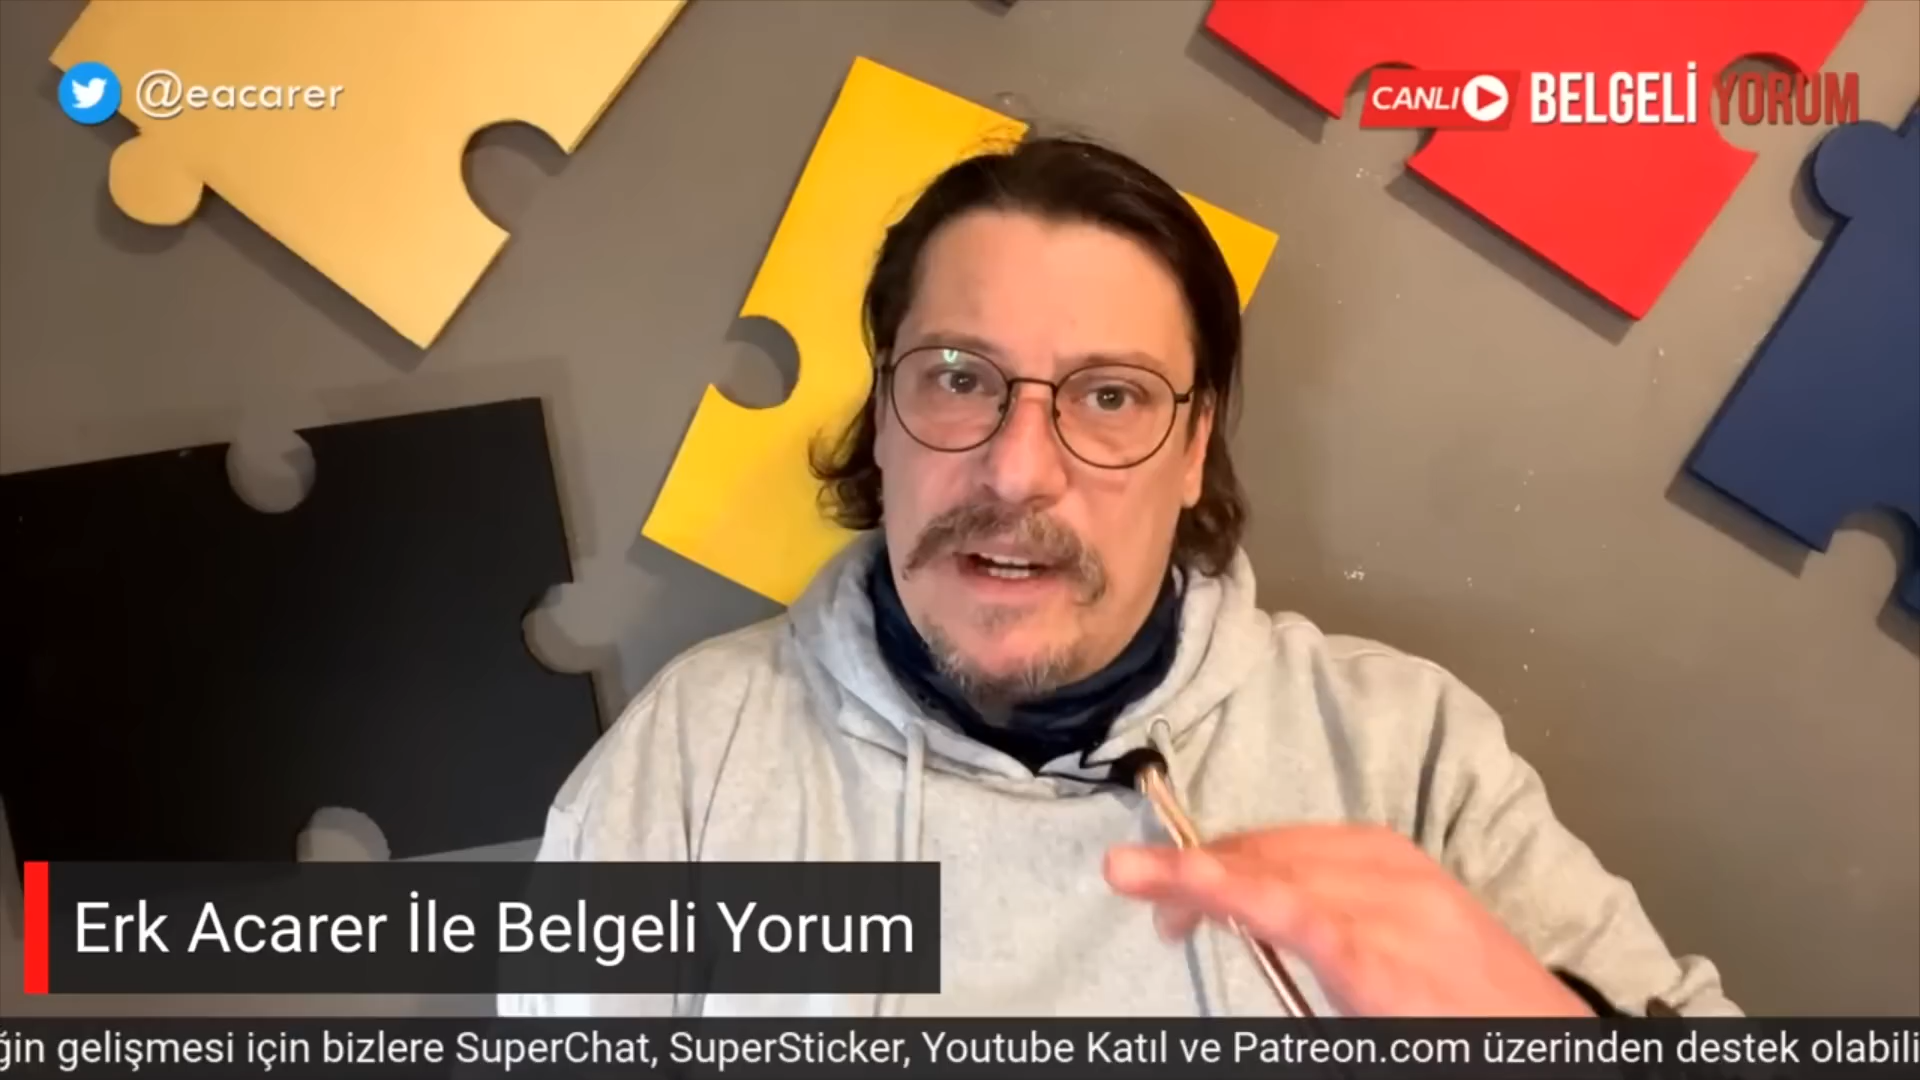 @eacarer
CANLI BELGELİ YORUM
Erk Acarer İle Belgeli Yorum
ğin gelişmesi için bizlere SuperChat, SuperSticker, Youtube Katıl ve Patreon.com üzerinden destek olabili